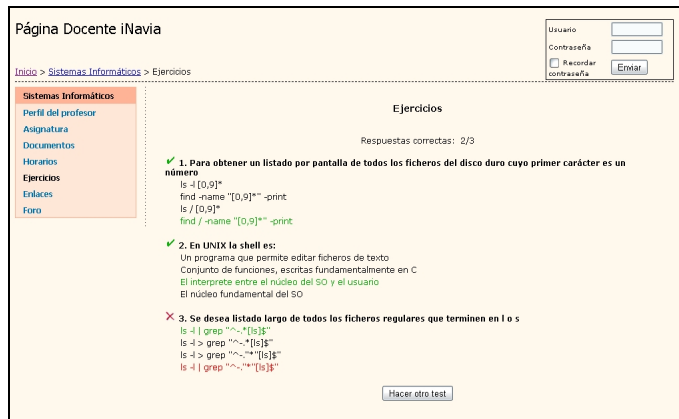 Página Docente iNavia
Usuario
Contraseña
Recordar contraseña
Enviar
Inicio > Sistemas Informáticos > Ejercicios
Sistemas Informáticos
Perfil del profesor
Asignatura
Documentos
Horarios
Ejercicios
Enlaces
Foro
Ejercicios
Respuestas correctas: 2/3
1. Para obtener un listado por pantalla de todos los ficheros del disco duro cuyo primer carácter es un
número
ls -l [0,9]*
find -name "[0,9]*" -print
ls / [0,9]*
find / -name "[0,9]*" -print
2. En UNIX la shell es:
Un programa que permite editar ficheros de texto
Conjunto de funciones, escritas fundamentalmente en C
El interprete entre el núcleo del SO y el usuario
El núcleo fundamental del SO
3. Se desea listado largo de todos los ficheros regulares que terminen en l o s
ls -l | grep "^-.*[ls]$"
ls -l > grep "^-.*[ls]$"
ls -l > grep "^-."*"[ls]$"
ls -l | grep "^-."*"[ls]$"
Hacer otro test